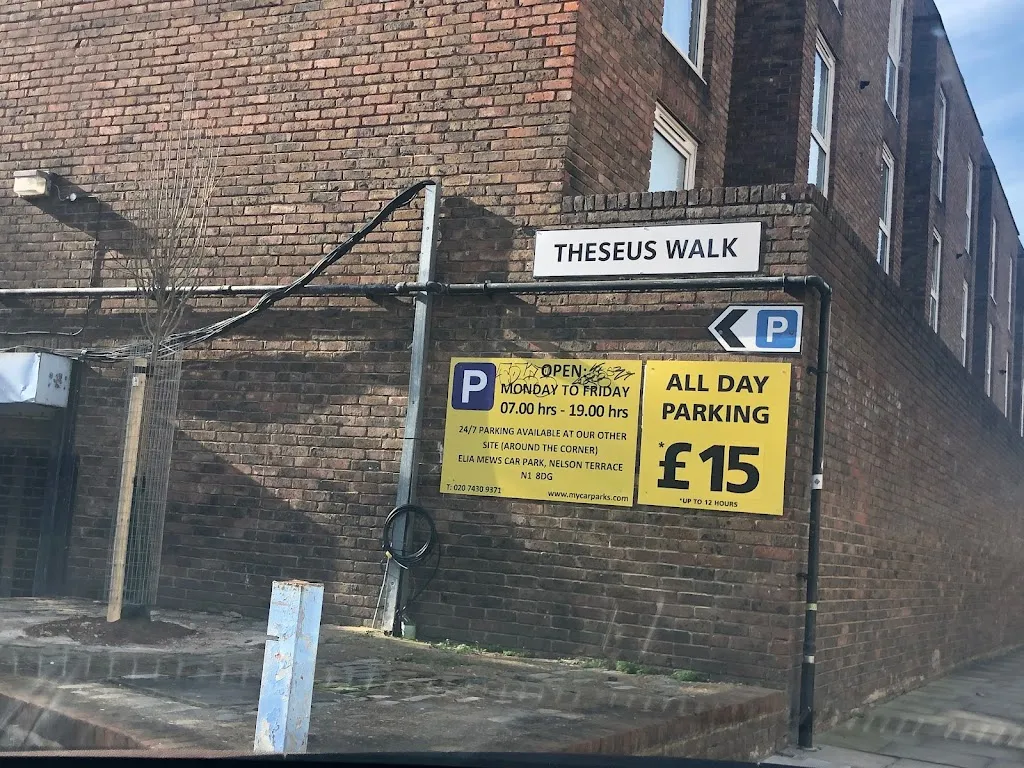 THESEUS WALK
P
P
OPEN:
MONDAY TO FRIDAY
07.00 hrs - 19.00 hrs
24/7 PARKING AVAILABLE AT OUR OTHER
SITE (AROUND THE CORNER)
ELIA MEWS CAR PARK, NELSON TERRACE
N1 8DG
T: 020 7430 9371
www.mycarparks.com
ALL DAY
PARKING
*£15
*UP TO 12 HOURS